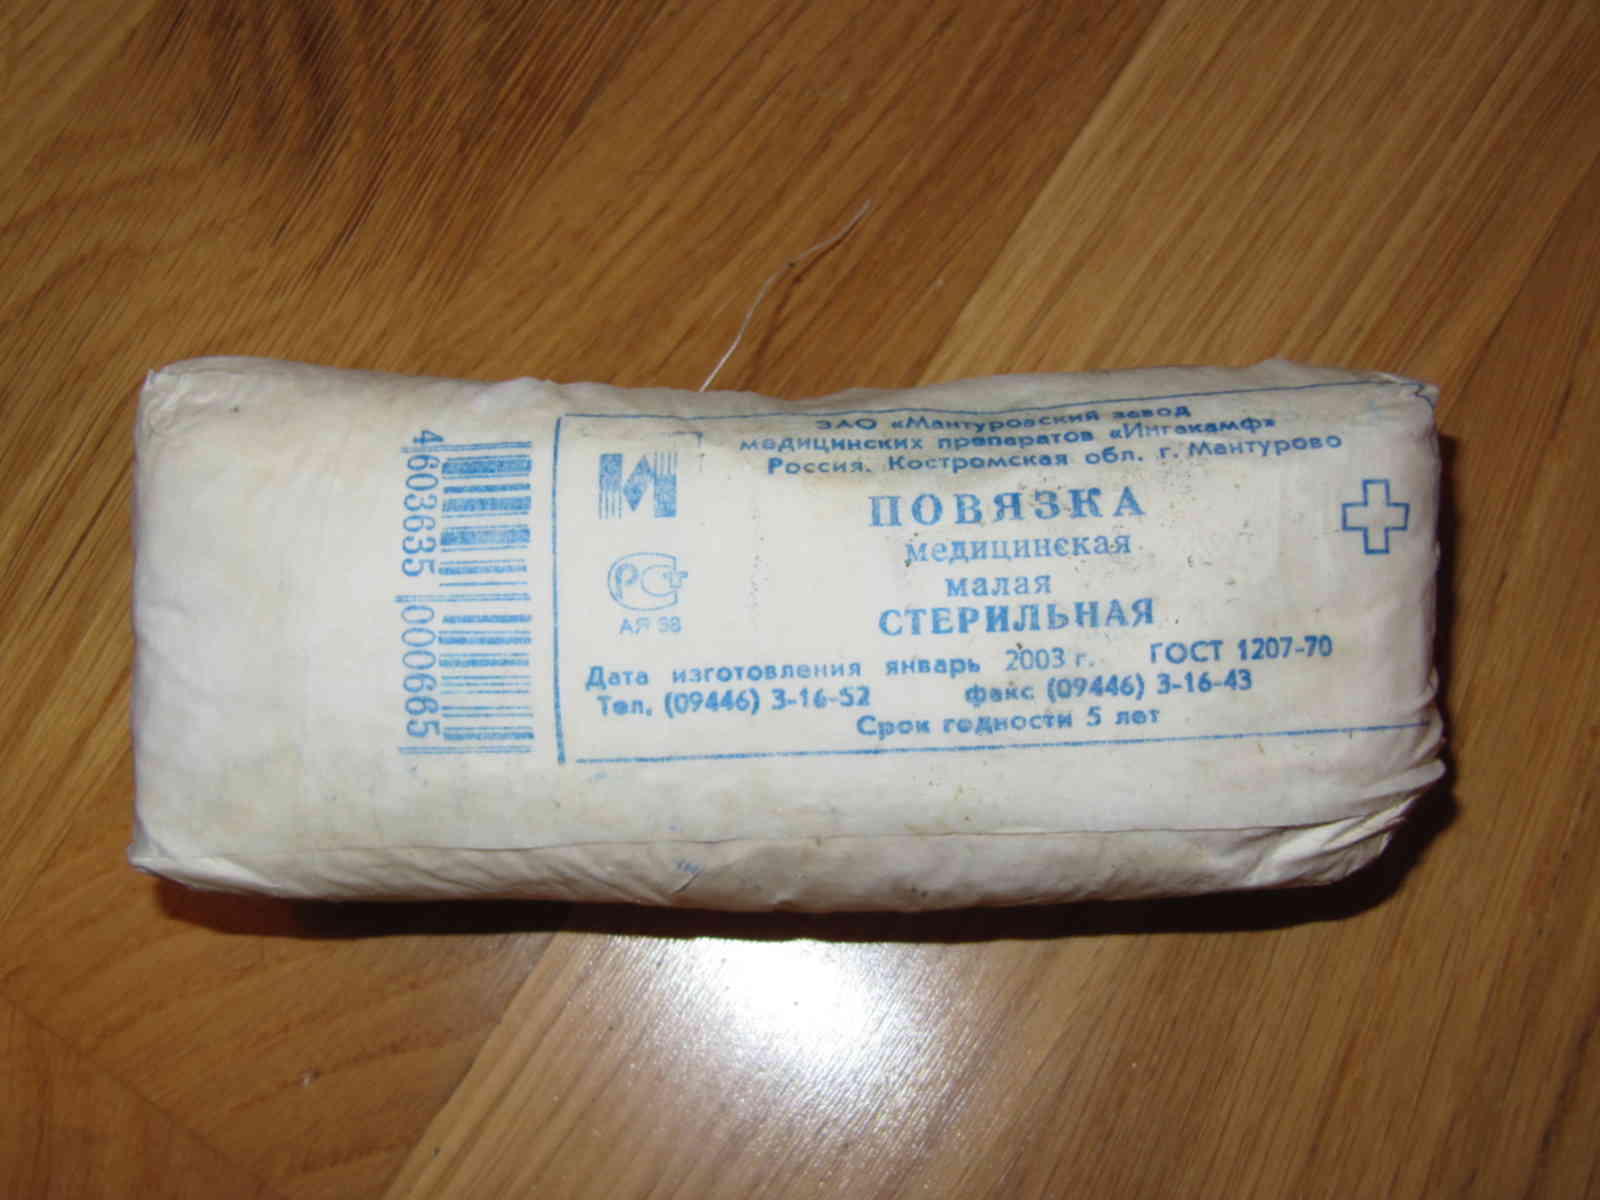 ЗАО «Мантуровский завод
медицинских препаратов «Ингакамф»
Россия. Костромская обл. г. Мантурово
ПОВЯЗКА
медицинская
малая
СТЕРИЛЬНАЯ
Дата изготовления январь 2003 г. ГОСТ 1207-70
Тел. (09446) 3-16-52 факс (09446) 3-16-43
Срок годности 5 лет
РСТ
АЯ 38
4 603635 000665